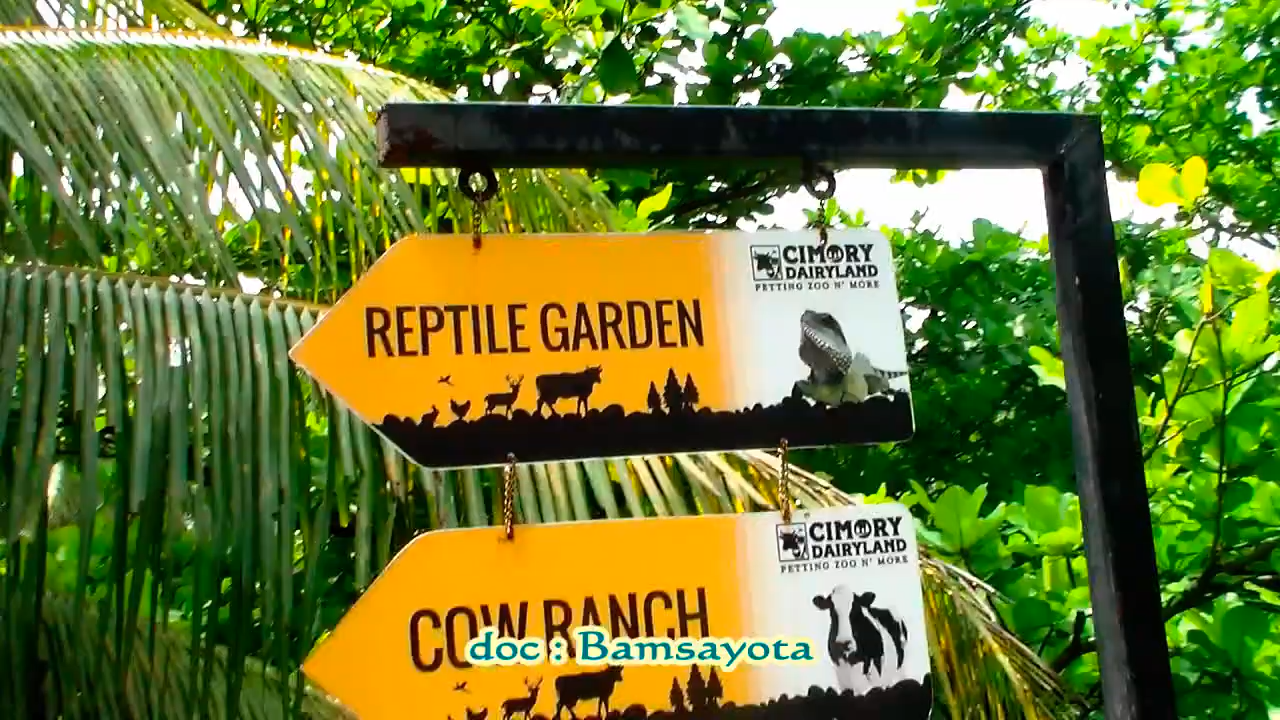 CIMORY
DAIRYLAND
PETTING ZOO N' MORE
REPTILE GARDEN
CIMORY
DAIRYLAND
PETTING ZOO N' MORE
COW RANCH
doc : Bamsayota